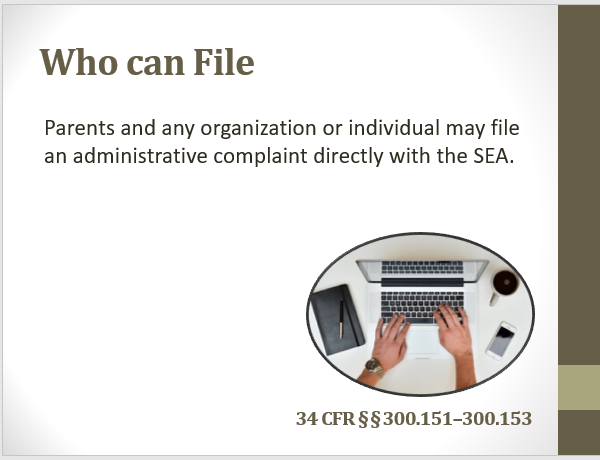 Who can File
Parents and any organization or individual may file
an administrative complaint directly with the SEA.
34 CFR §§300.151–300.153